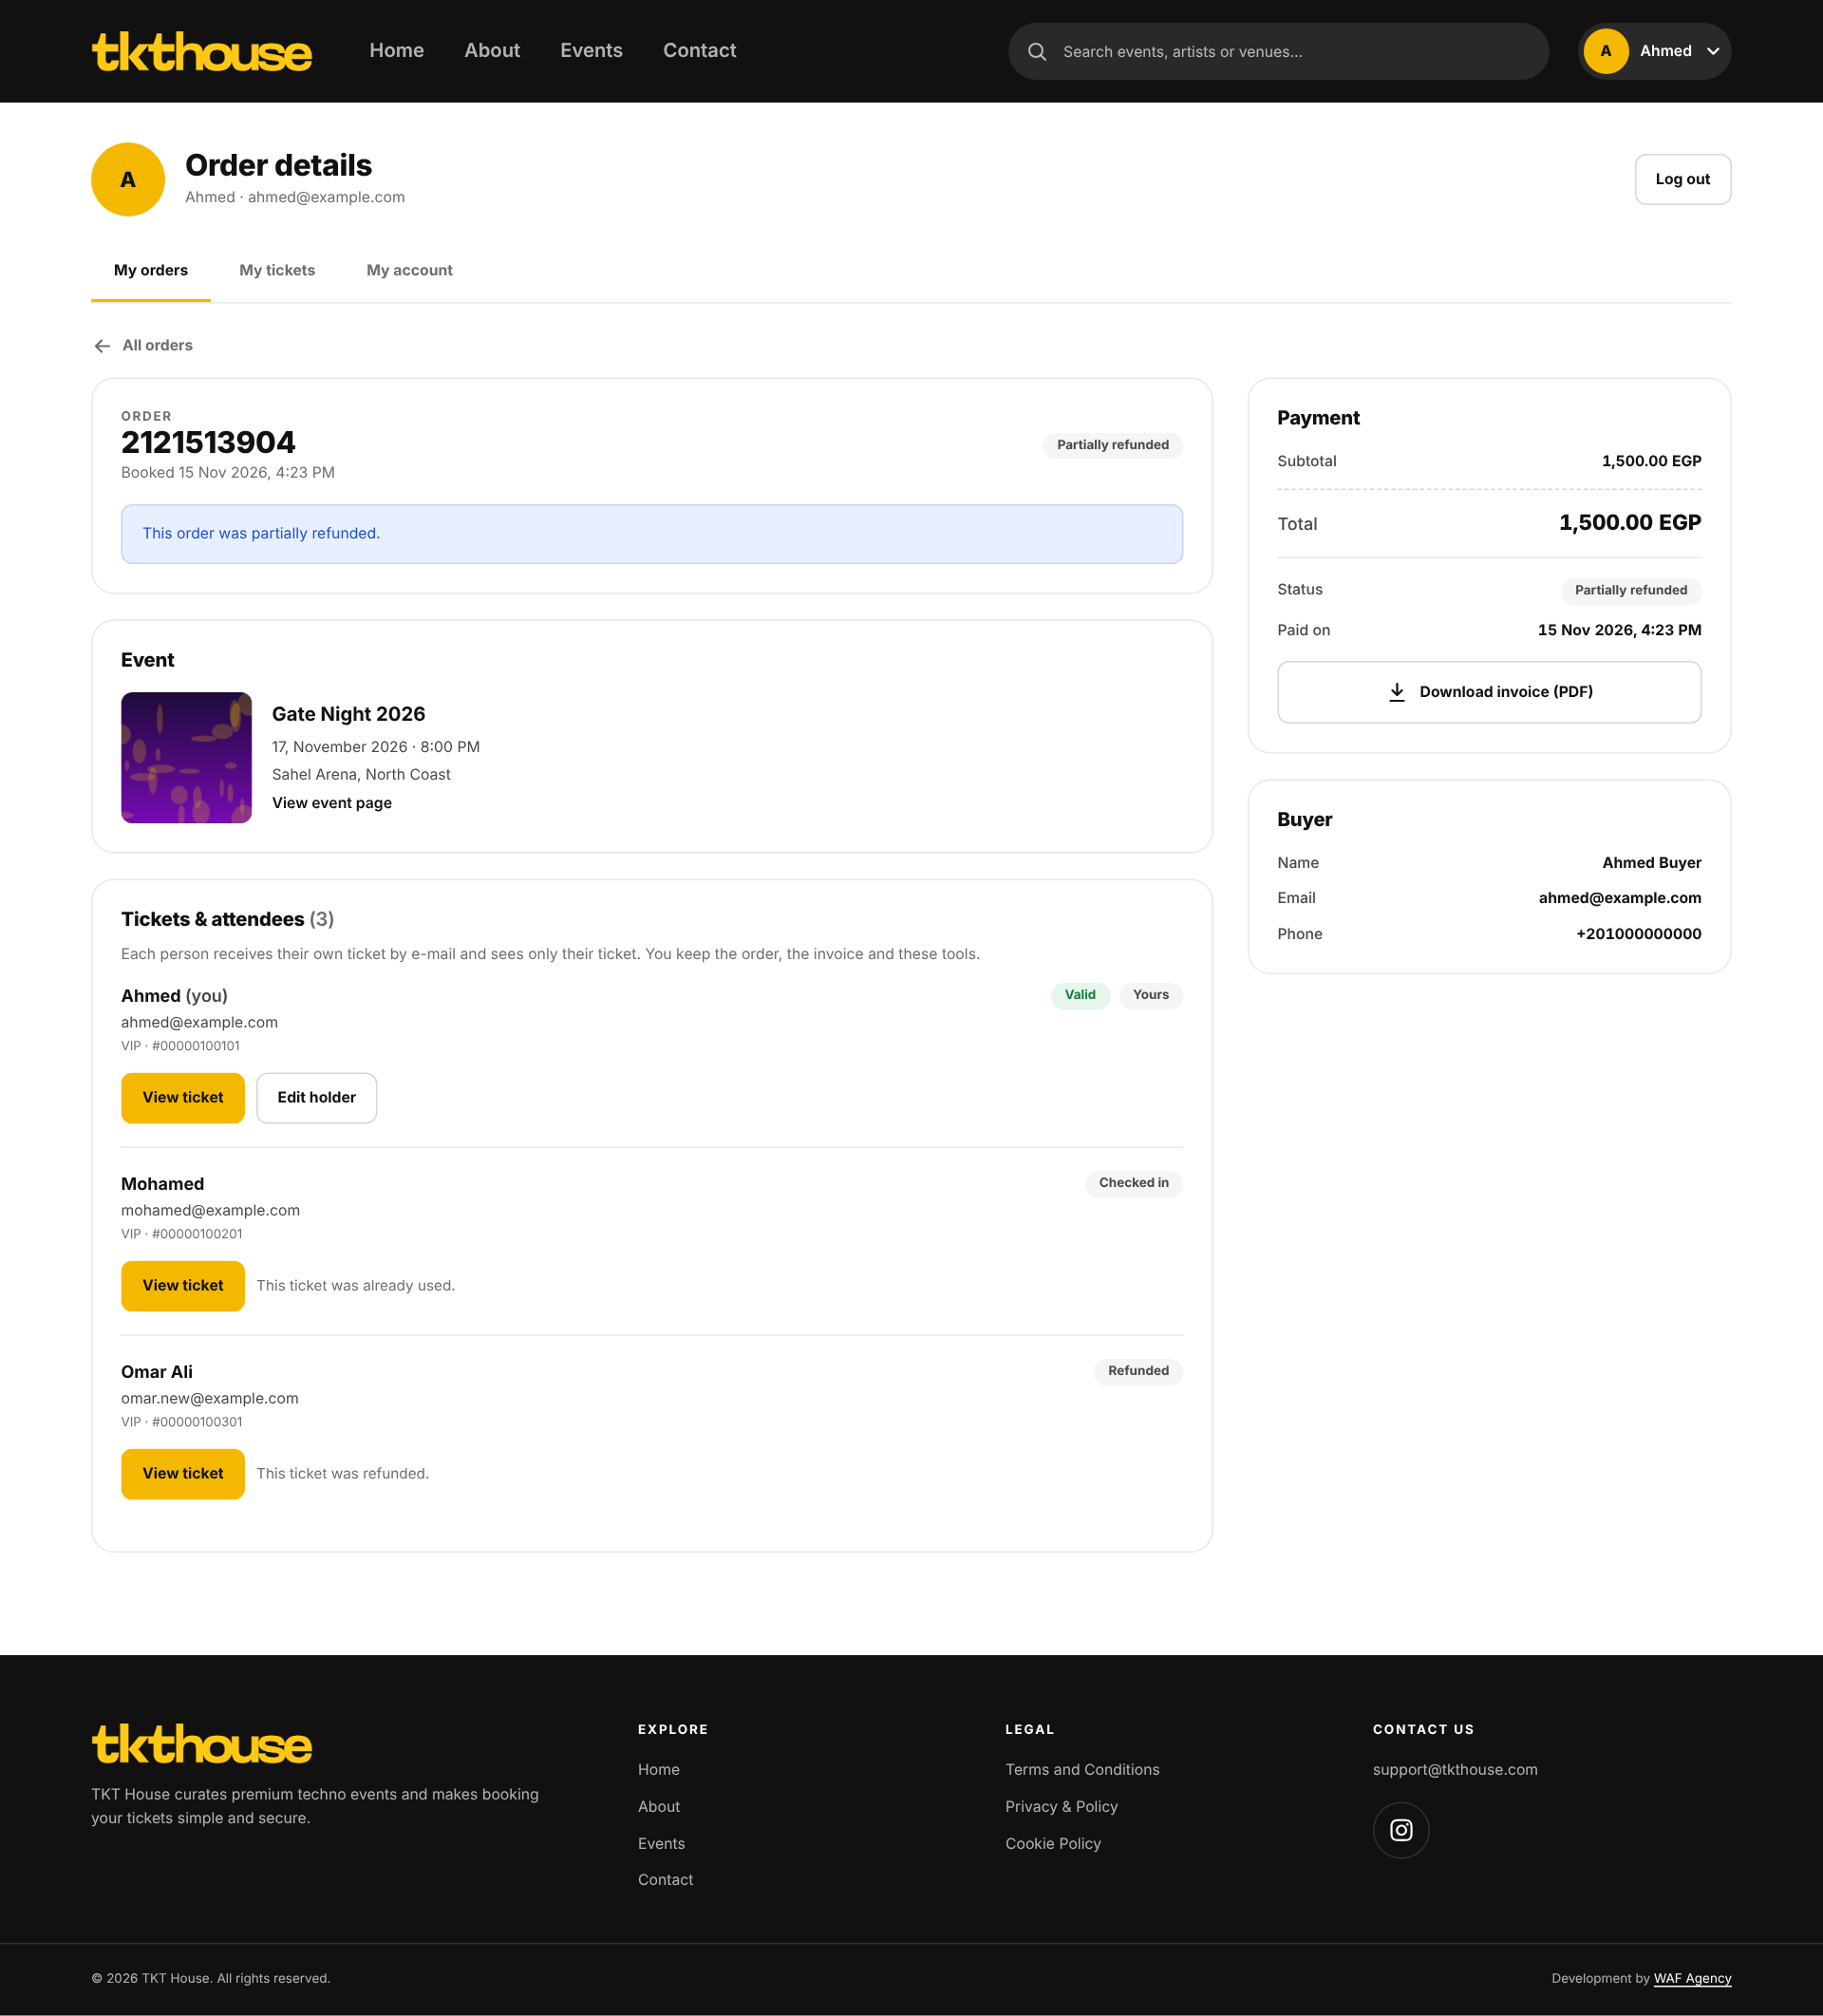 tkthouse
Home
About
Events
Contact
Search events, artists or venues...
A
Ahmed
A
Order details
Ahmed · ahmed@example.com
Log out
My orders
My tickets
My account
All orders
ORDER
2121513904
Booked 15 Nov 2026, 4:23 PM
Partially refunded
This order was partially refunded.
Event
Gate Night 2026
17, November 2026 · 8:00 PM
Sahel Arena, North Coast
View event page
Tickets & attendees (3)
Each person receives their own ticket by e-mail and sees only their ticket. You keep the order, the invoice and these tools.
Ahmed (you)
Valid
Yours
ahmed@example.com
VIP · #00000100101
View ticket
Edit holder
Mohamed
Checked in
mohamed@example.com
VIP · #00000100201
View ticket
This ticket was already used.
Omar Ali
Refunded
omar.new@example.com
VIP · #00000100301
View ticket
This ticket was refunded.
Payment
Subtotal
1,500.00 EGP
Total
1,500.00 EGP
Status
Partially refunded
Paid on
15 Nov 2026, 4:23 PM
Download invoice (PDF)
Buyer
Name
Ahmed Buyer
Email
ahmed@example.com
Phone
+201000000000
tkthouse
TKT House curates premium techno events and makes booking
your tickets simple and secure.
EXPLORE
Home
About
Events
Contact
LEGAL
Terms and Conditions
Privacy & Policy
Cookie Policy
CONTACT US
support@tkthouse.com
© 2026 TKT House. All rights reserved.
Development by WAF Agency